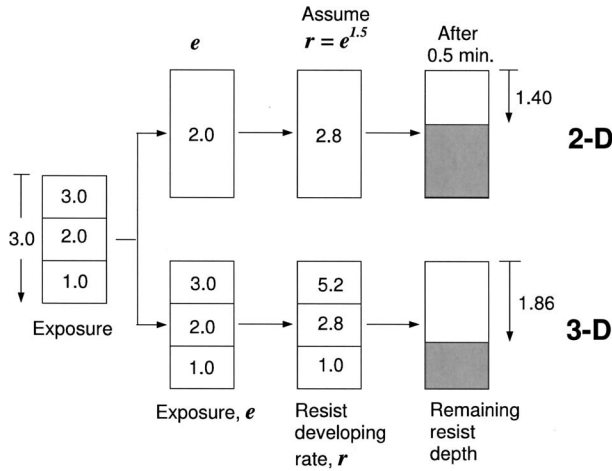 Assume
e
r = e^1.5
After
0.5 min.
2.0
2.8
1.40
2-D
3.0
3.0
2.0
1.0
Exposure
3.0
2.0
1.0
5.2
2.8
1.0
1.86
3-D
Exposure, e
Resist
developing
rate, r
Remaining
resist
depth